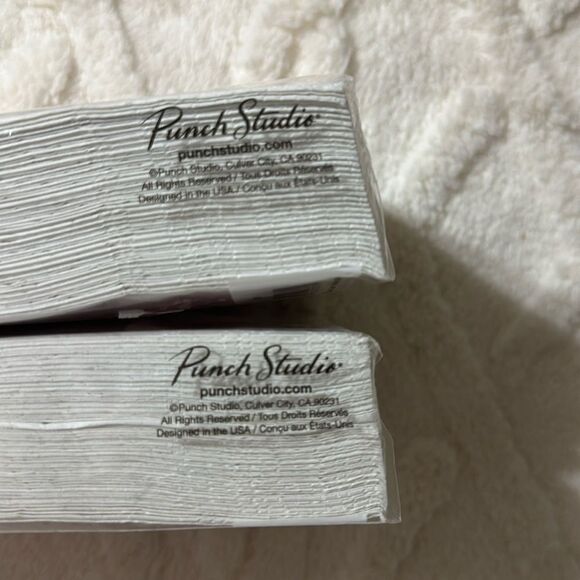 Punch Studio®
punchstudio.com
©Punch Studio, Culver City, CA 90231
All Rights Reserved / Tous Droits Réservés
Designed in the USA / Conçu aux États-Unis
Punch Studio®
punchstudio.com
©Punch Studio, Culver City, CA 90231
All Rights Reserved / Tous Droits Réservés
Designed in the USA / Conçu aux États-Unis